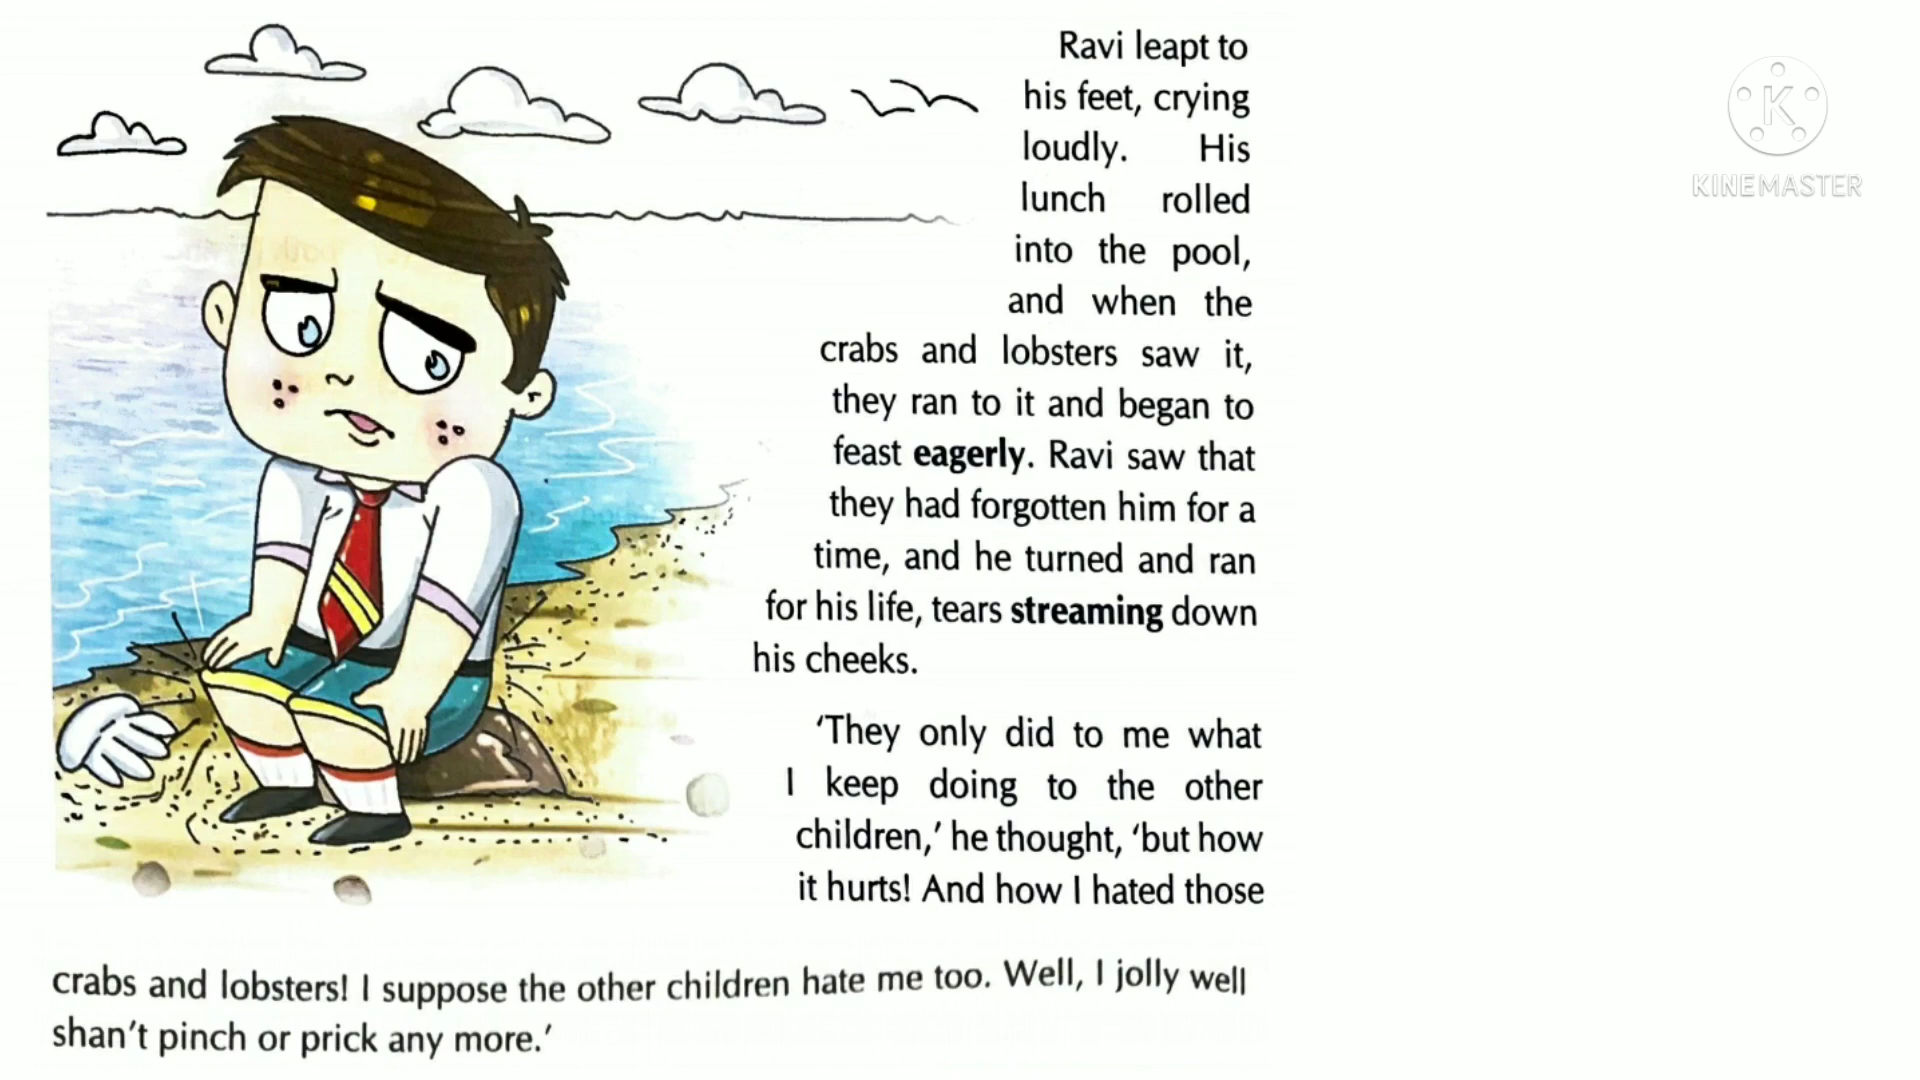 Ravi leapt to
his feet, crying
loudly. His
lunch rolled
into the pool,
and when the
crabs and lobsters saw it,
they ran to it and began to
feast eagerly. Ravi saw that
they had forgotten him for a
time, and he turned and ran
for his life, tears streaming down
his cheeks.
‘They only did to me what
I keep doing to the other
children,’ he thought, ‘but how
it hurts! And how I hated those
crabs and lobsters! I suppose the other children hate me too. Well, I jolly well
shan’t pinch or prick any more.’
K
KINEMASTER